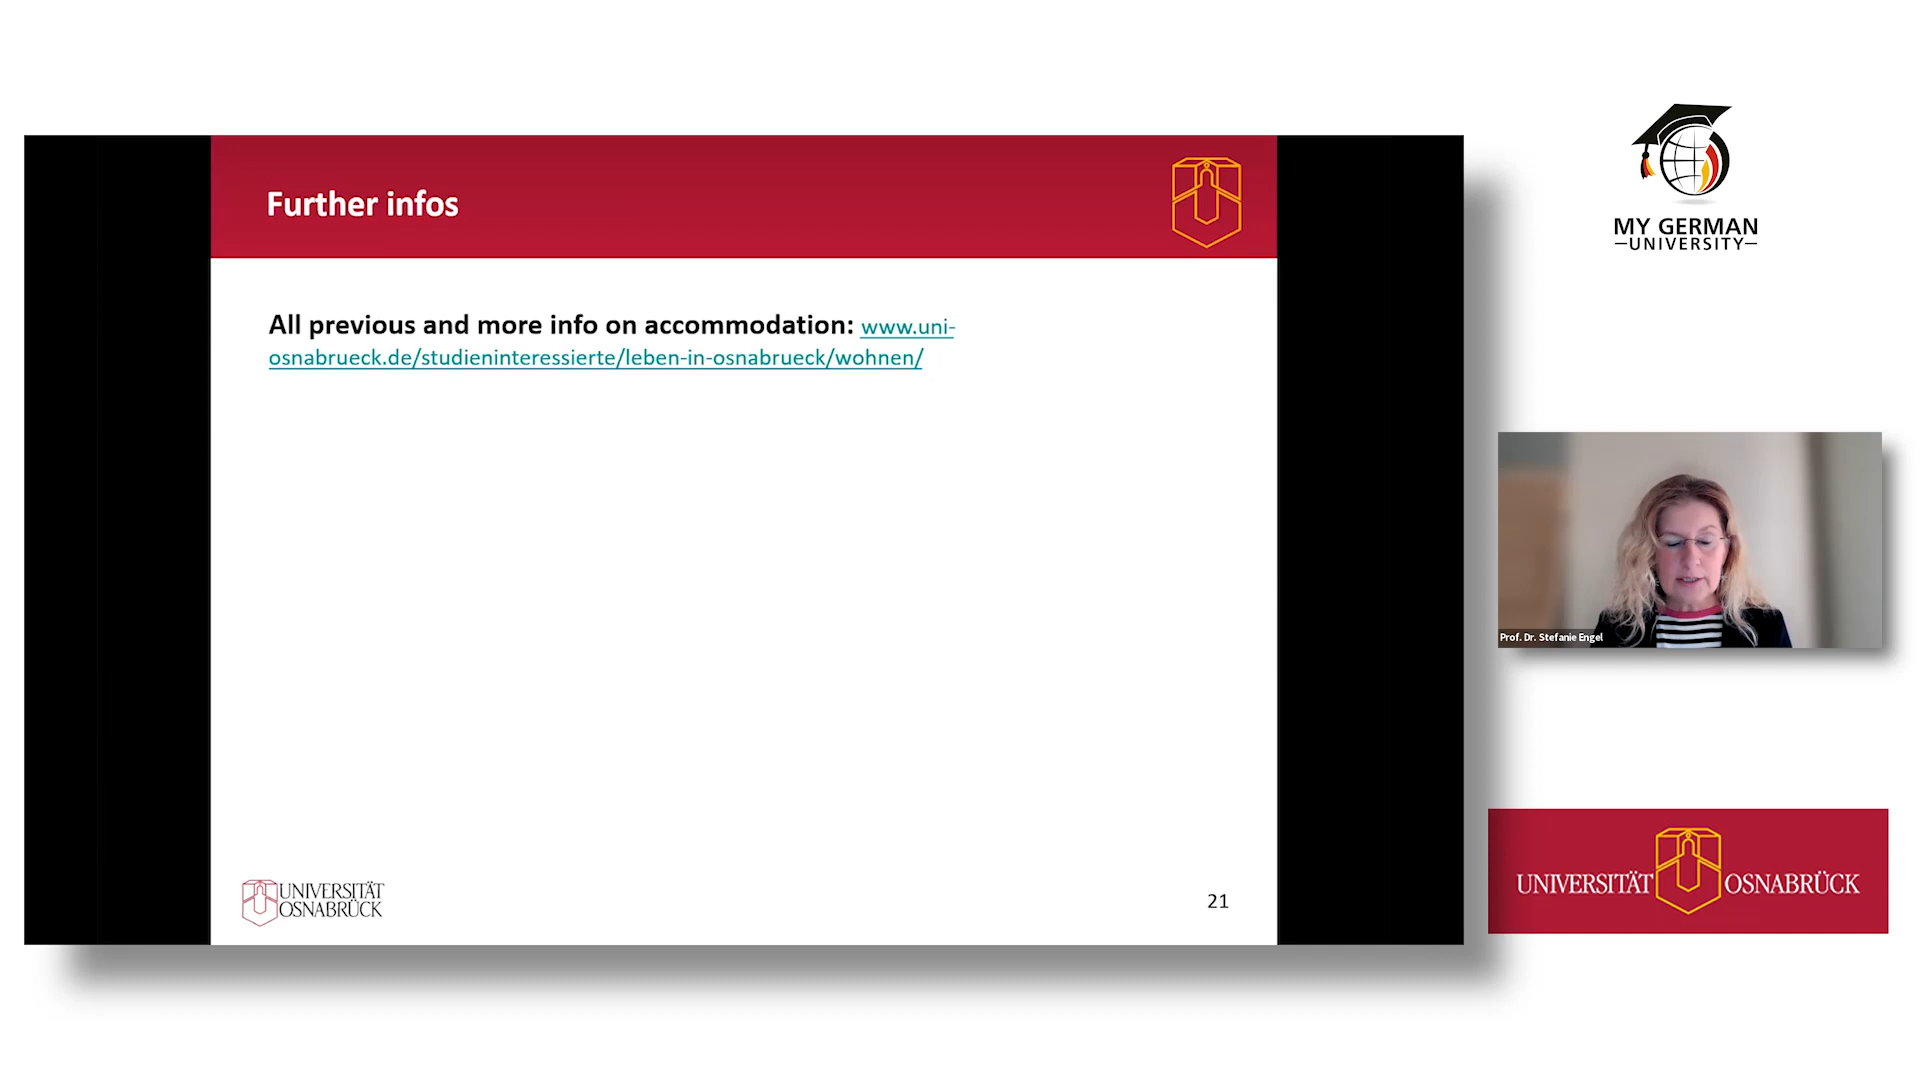 Further infos
All previous and more info on accommodation: www.uni-
osnabrueck.de/studieninteressierte/leben-in-osnabrueck/wohnen/
UNIVERSITÄT
OSNABRÜCK
21
MY GERMAN
UNIVERSITY
Prof. Dr. Stefanie Engel
UNIVERSITÄT OSNABRÜCK